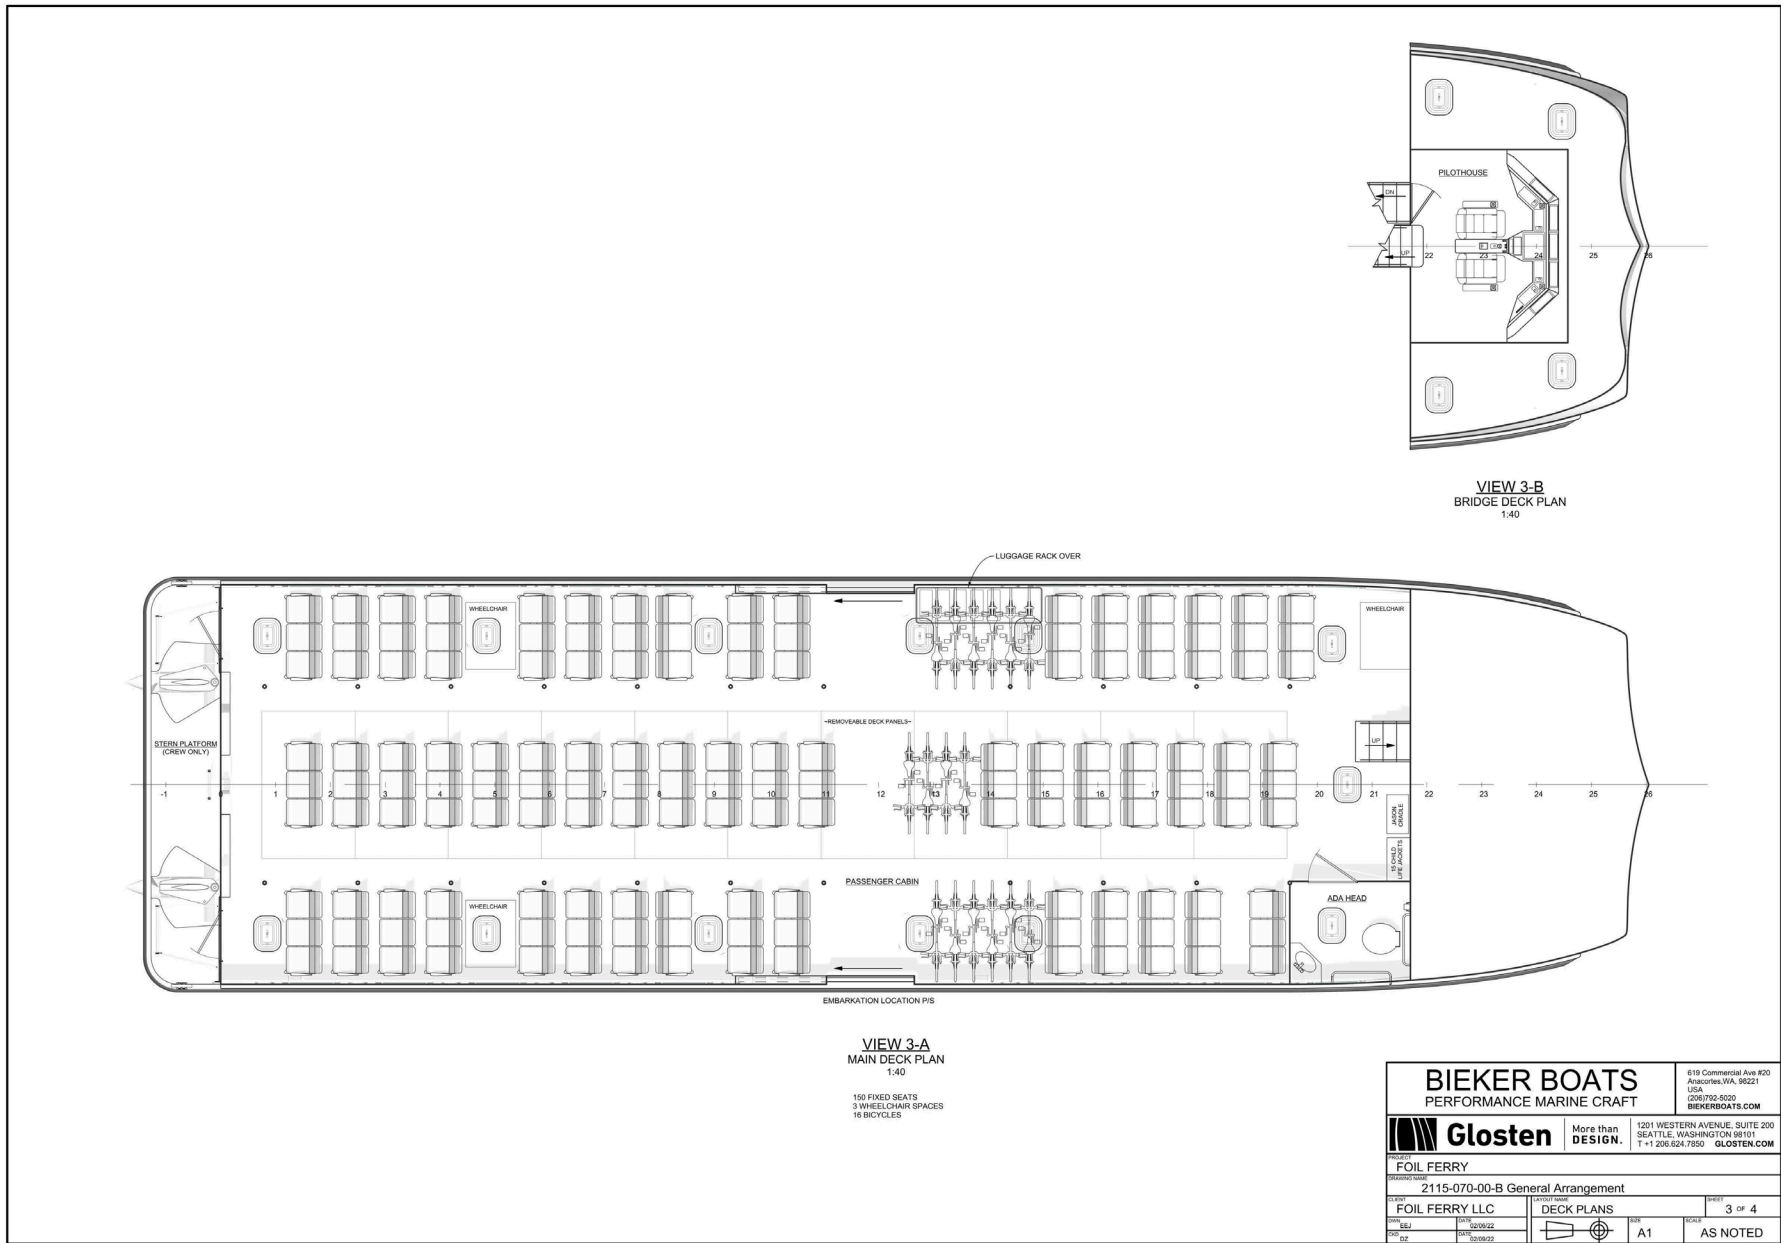 PILOTHOUSE
DN
UP
22
23
24
25
26
VIEW 3-B
BRIDGE DECK PLAN
1:40
LUGGAGE RACK OVER
WHEELCHAIR
WHEELCHAIR
~REMOVEABLE DECK PANELS~
STERN PLATFORM
(CREW ONLY)
UP
-1
0
1
2
3
4
5
6
7
8
9
10
11
12
13
14
15
16
17
18
19
20
21
22
23
24
25
26
JASON
CRADLE
15 CHILD
LIFE JACKETS
PASSENGER CABIN
ADA HEAD
WHEELCHAIR
EMBARKATION LOCATION P/S
VIEW 3-A
MAIN DECK PLAN
1:40
150 FIXED SEATS
3 WHEELCHAIR SPACES
16 BICYCLES
BIEKER BOATS
PERFORMANCE MARINE CRAFT
619 Commercial Ave #20
Anacortes,WA, 98221
USA
(206)792-5020
BIEKERBOATS.COM
Glosten
More than
DESIGN.
1201 WESTERN AVENUE, SUITE 200
SEATTLE, WASHINGTON 98101
T +1 206.624.7850 GLOSTEN.COM
PROJECT
FOIL FERRY
DRAWING NAME
2115-070-00-B General Arrangement
CLIENT
FOIL FERRY LLC
LAYOUT NAME
DECK PLANS
SHEET
3 OF 4
DWN
EEJ
DATE
CKD
DZ
DATE
SIZE
A1
SCALE
AS NOTED